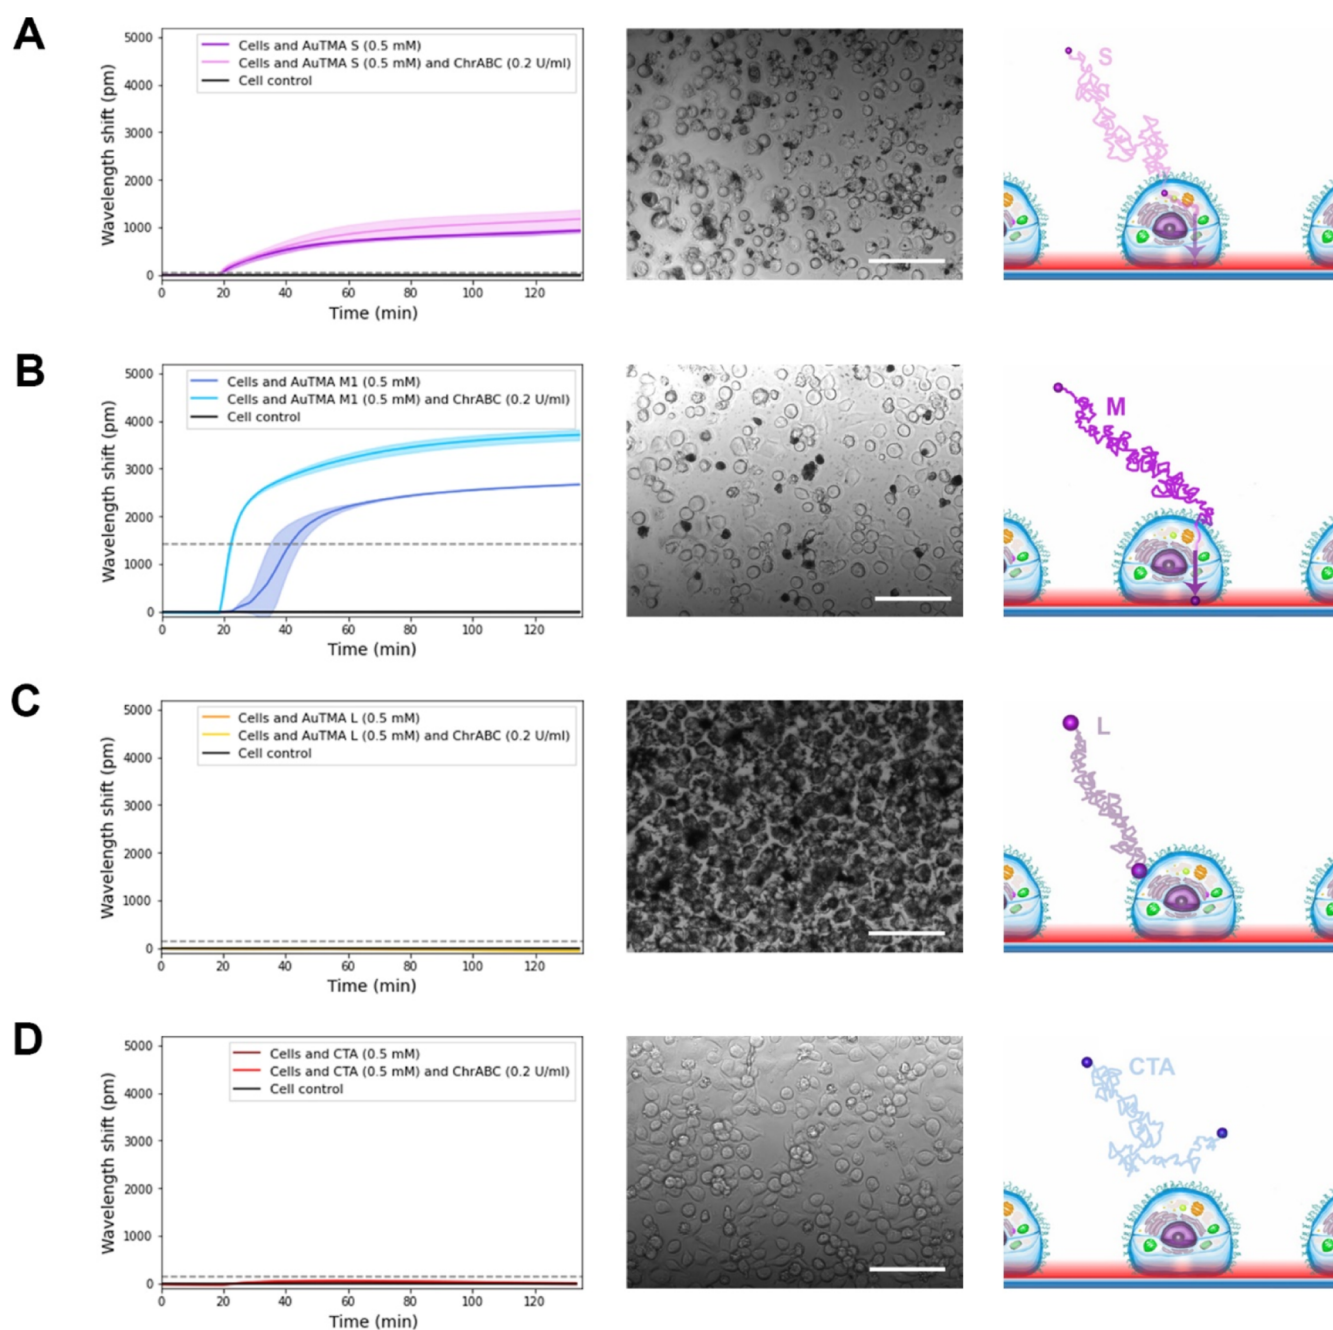 A
Wavelength shift (pm)
5000
4000
3000
2000
1000
0
Cells and AuTMA S (0.5 mM)
Cells and AuTMA S (0.5 mM) and ChrABC (0.2 U/ml)
Cell control
0 20 40 60 80 100 120
Time (min)
S
B
Wavelength shift (pm)
5000
4000
3000
2000
1000
0
Cells and AuTMA M1 (0.5 mM)
Cells and AuTMA M1 (0.5 mM) and ChrABC (0.2 U/ml)
Cell control
0 20 40 60 80 100 120
Time (min)
M
C
Wavelength shift (pm)
5000
4000
3000
2000
1000
0
Cells and AuTMA L (0.5 mM)
Cells and AuTMA L (0.5 mM) and ChrABC (0.2 U/ml)
Cell control
0 20 40 60 80 100 120
Time (min)
L
D
Wavelength shift (pm)
5000
4000
3000
2000
1000
0
Cells and CTA (0.5 mM)
Cells and CTA (0.5 mM) and ChrABC (0.2 U/ml)
Cell control
0 20 40 60 80 100 120
Time (min)
CTA